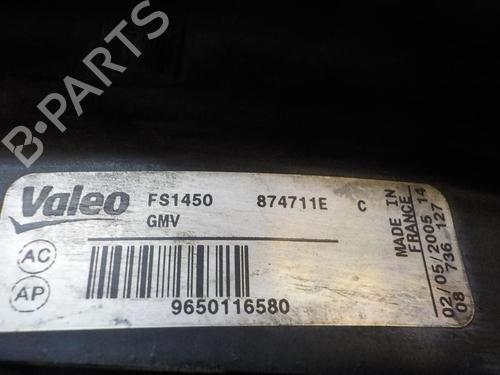 B-PARTS
Valeo FS1450 874711E C
GMV
AC
AP
9650116580
MADE IN
FRANCE
02/05/2005 14
08 736 127